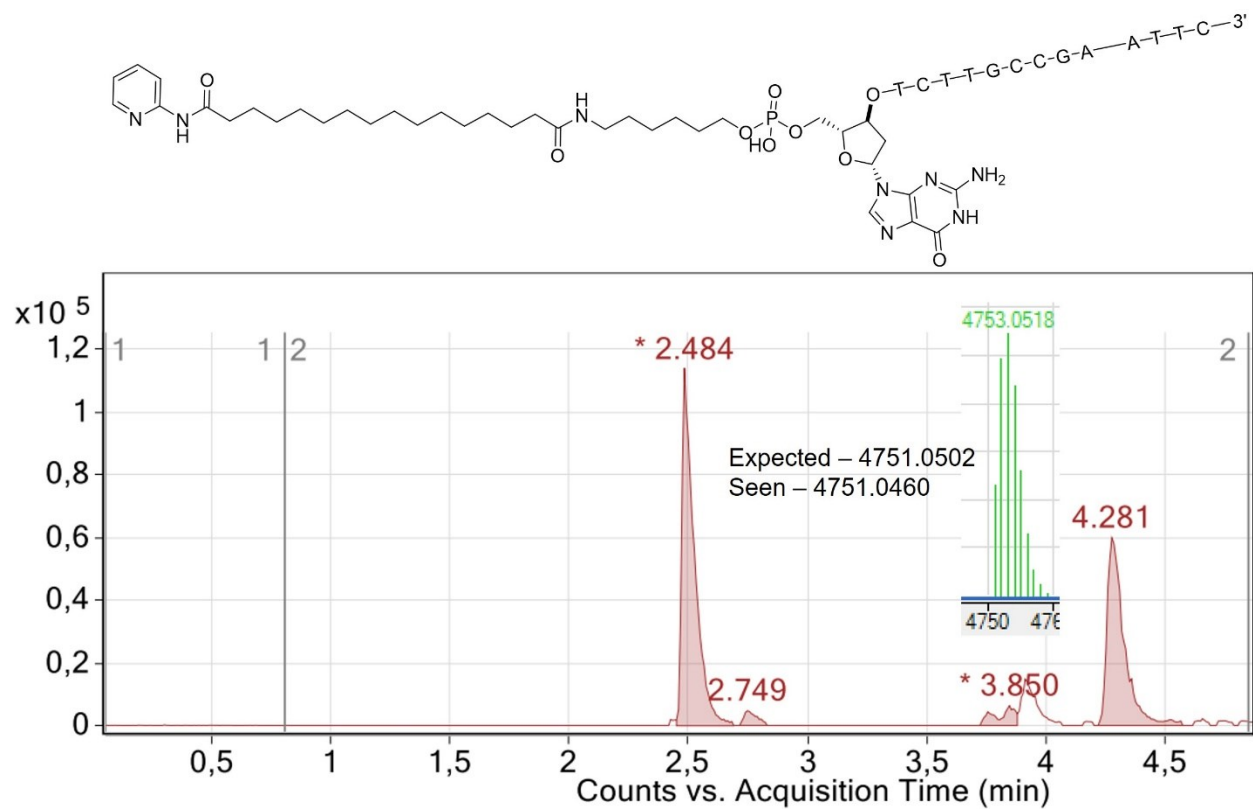 O
N
N
H
O
H
N
O
O
P
O
HO
O
O
O-T-C-T-T-G-C-C-G-A-A-T-T-C-3'
N
N
N
NH₂
NH
O
x10 5
1,2
1
0,8
0,6
0,4
0,2
0
1
1
2
2
* 2.484
2.749
Expected – 4751.0502
Seen – 4751.0460
4753.0518
4750
476
* 3.850
4.281
0,5
1
1,5
2
2,5
3
3,5
4
4,5
Counts vs. Acquisition Time (min)